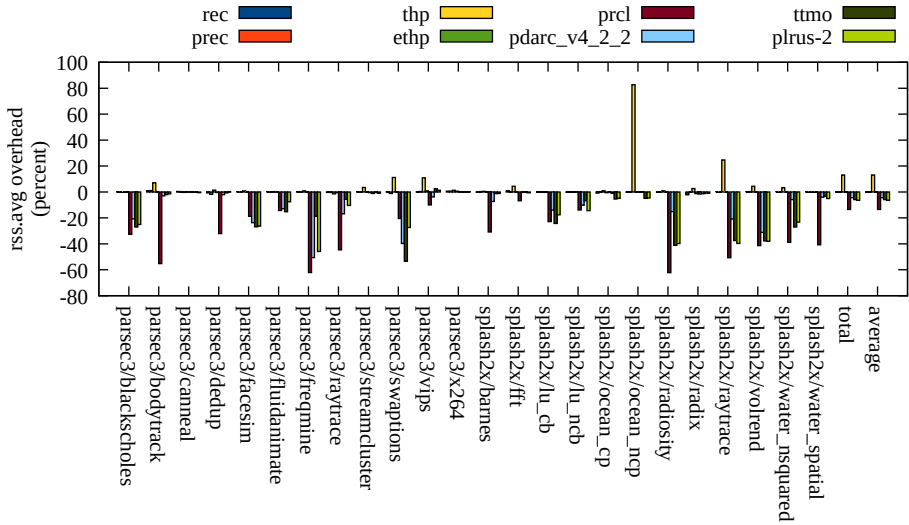 rec thp prcl ttmo
prec ethp pdarc_v4_2_2 plrus-2
rss.avg overhead
(percent)
100
80
60
40
20
0
-20
-40
-60
-80
parsec3/blackscholes
parsec3/bodytrack
parsec3/canneal
parsec3/dedup
parsec3/facesim
parsec3/fluidanimate
parsec3/freqmine
parsec3/raytrace
parsec3/streamcluster
parsec3/swaptions
parsec3/vips
parsec3/x264
splash2x/barnes
splash2x/fft
splash2x/lu_cb
splash2x/lu_ncb
splash2x/ocean_cp
splash2x/ocean_ncp
splash2x/radiosity
splash2x/radix
splash2x/raytrace
splash2x/volrend
splash2x/water_nsquared
splash2x/water_spatial
total
average